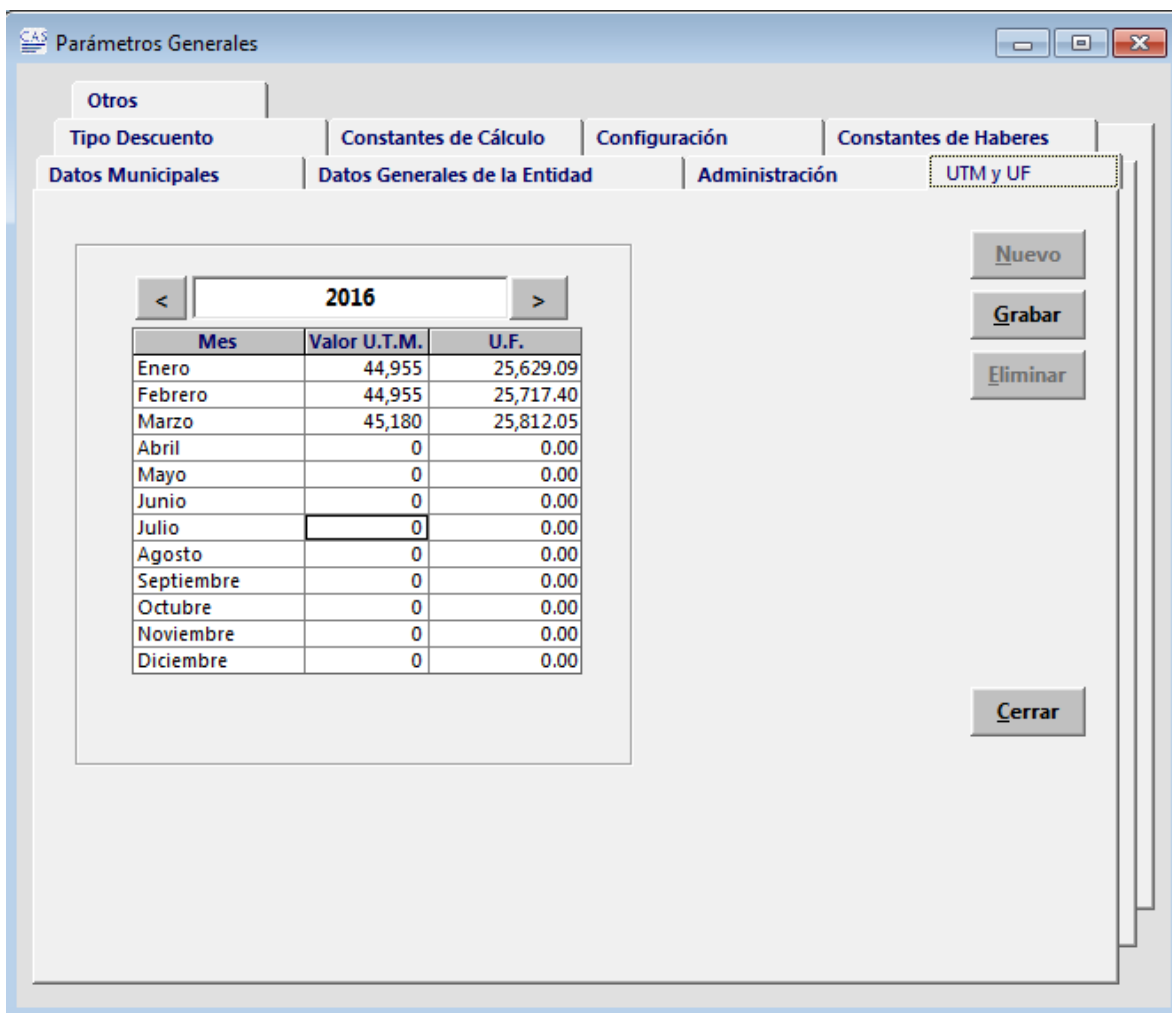 CAS Parámetros Generales
Otros
Tipo Descuento Constantes de Cálculo Configuración Constantes de Haberes
Datos Municipales Datos Generales de la Entidad Administración UTM y UF
Nuevo
< 2016 >
Grabar
Mes Valor U.T.M. U.F.
Enero 44,955 25,629.09
Eliminar
Febrero 44,955 25,717.40
Marzo 45,180 25,812.05
Abril 0 0.00
Mayo 0 0.00
Junio 0 0.00
Julio 0 0.00
Agosto 0 0.00
Septiembre 0 0.00
Octubre 0 0.00
Noviembre 0 0.00
Diciembre 0 0.00
Cerrar